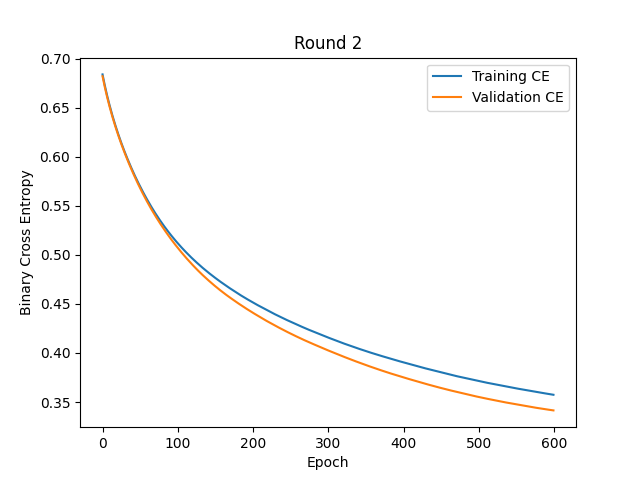 Round 2
Training CE
Validation CE
Binary Cross Entropy
0.70
0.65
0.60
0.55
0.50
0.45
0.40
0.35
0 100 200 300 400 500 600
Epoch